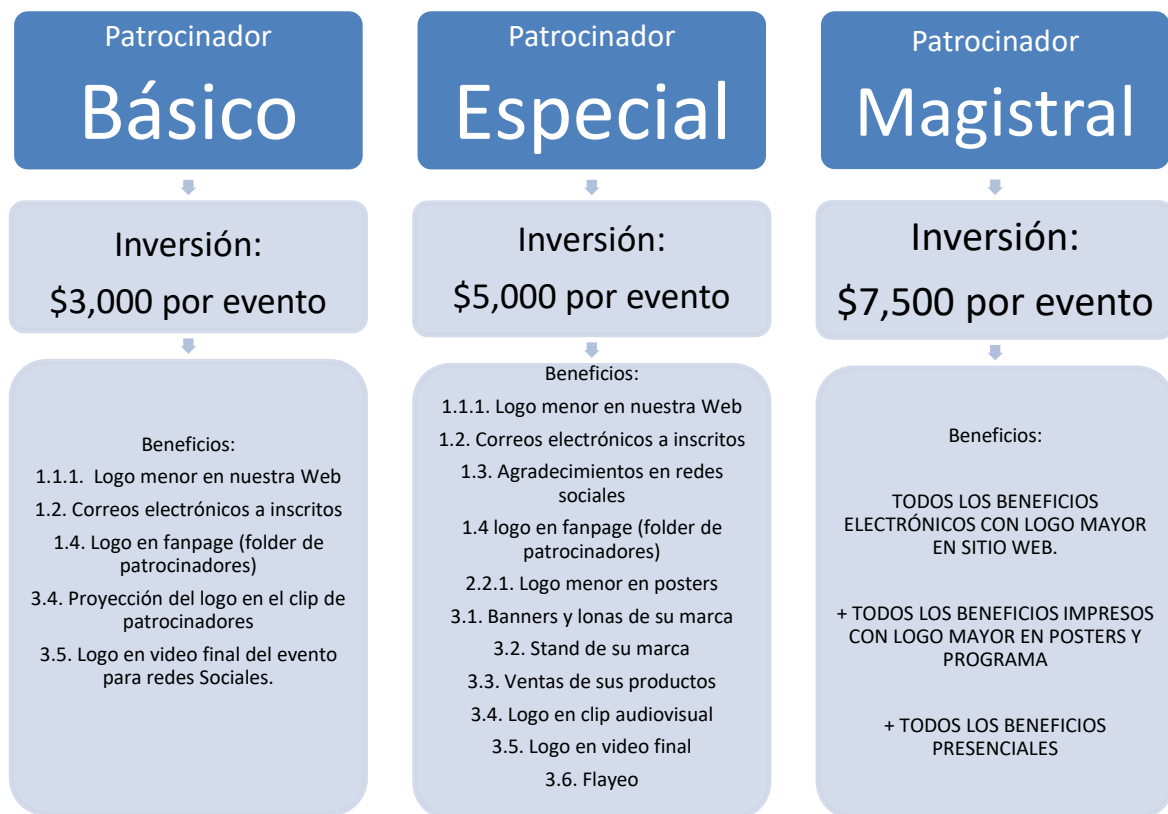 Patrocinador
Básico
Inversión:
$3,000 por evento
Beneficios:
1.1.1.  Logo menor en nuestra Web
1.2. Correos electrónicos a inscritos
1.4. Logo en fanpage (folder de
patrocinadores)
3.4. Proyección del logo en el clip de
patrocinadores
3.5. Logo en video final del evento
para redes Sociales.
Patrocinador
Especial
Inversión:
$5,000 por evento
Beneficios:
1.1.1. Logo menor en nuestra Web
1.2. Correos electrónicos a inscritos
1.3. Agradecimientos en redes
sociales
1.4 logo en fanpage (folder de
patrocinadores)
2.2.1. Logo menor en posters
3.1. Banners y lonas de su marca
3.2. Stand de su marca
3.3. Ventas de sus productos
3.4. Logo en clip audiovisual
3.5. Logo en video final
3.6. Flayeo
Patrocinador
Magistral
Inversión:
$7,500 por evento
Beneficios:
TODOS LOS BENEFICIOS
ELECTRÓNICOS CON LOGO MAYOR
EN SITIO WEB.
+ TODOS LOS BENEFICIOS IMPRESOS
CON LOGO MAYOR EN POSTERS Y
PROGRAMA
+ TODOS LOS BENEFICIOS
PRESENCIALES